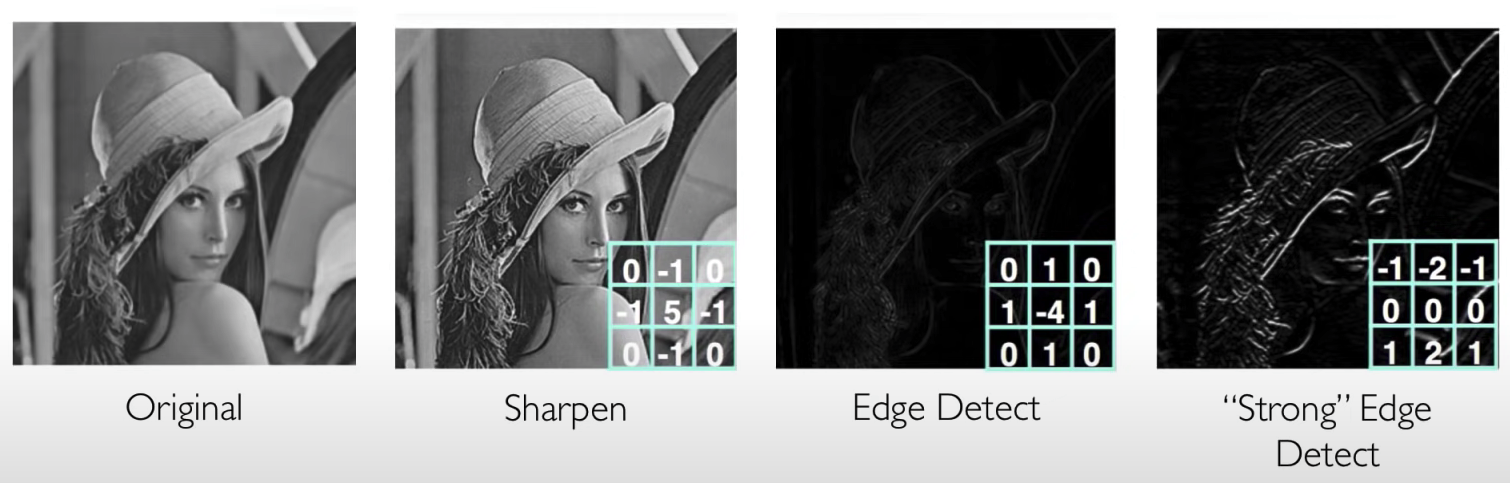 0 -1 0
-1 5 -1
0 -1 0
0 1 0
1 -4 1
0 1 0
-1 -2 -1
0 0 0
1 2 1
Original
Sharpen
Edge Detect
“Strong” Edge
Detect